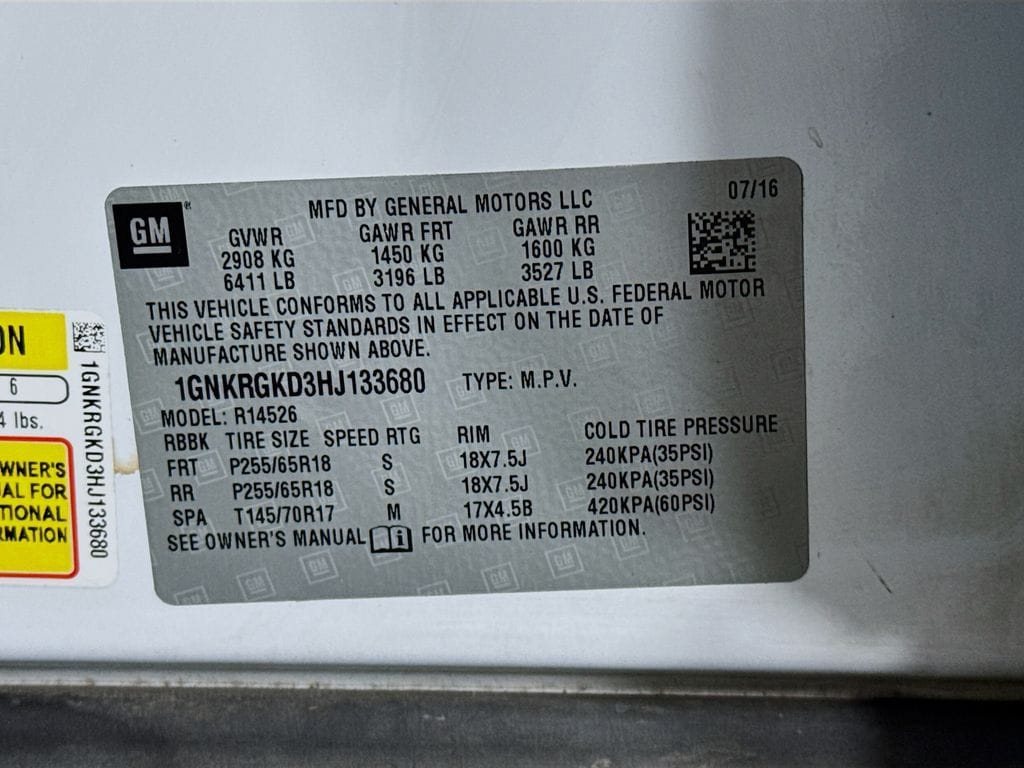 GM
MFD BY GENERAL MOTORS LLC 07/16
GVWR GAWR FRT GAWR RR
2908 KG 1450 KG 1600 KG
6411 LB 3196 LB 3527 LB
THIS VEHICLE CONFORMS TO ALL APPLICABLE U.S. FEDERAL MOTOR
VEHICLE SAFETY STANDARDS IN EFFECT ON THE DATE OF
MANUFACTURE SHOWN ABOVE.
1GNKRGKD3HJ133680 TYPE: M.P.V.
MODEL: R14526
RBBK TIRE SIZE SPEED RTG RIM COLD TIRE PRESSURE
FRT P255/65R18 S 18X7.5J 240KPA(35PSI)
RR P255/65R18 S 18X7.5J 240KPA(35PSI)
SPA T145/70R17 M 17X4.5B 420KPA(60PSI)
SEE OWNER'S MANUAL i FOR MORE INFORMATION.
ON
6
4 lbs.
WNER'S
AL FOR
TIONAL
RMATION
1GNKRGKD3HJ133680